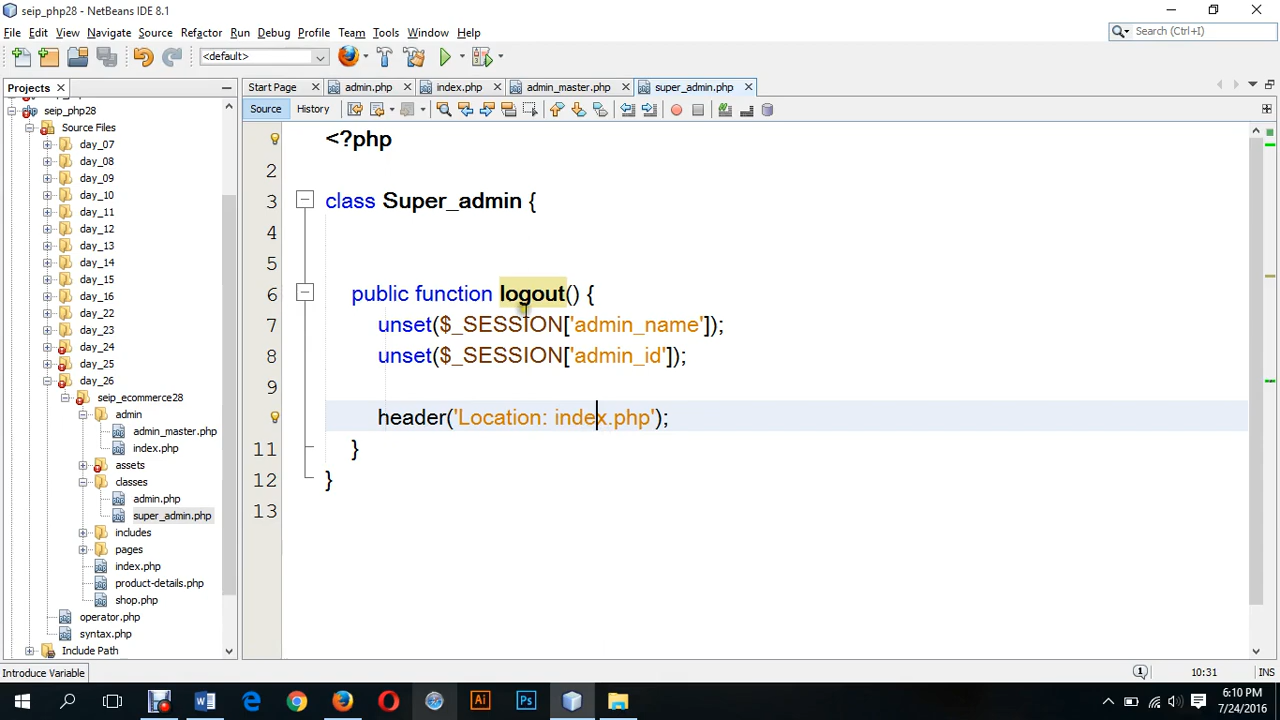 seip_php28 - NetBeans IDE 8.1
File Edit View Navigate Source Refactor Run Debug Profile Team Tools Window Help
Search (Ctrl+I)
<default>
Projects
Start Page
admin.php
index.php
admin_master.php
super_admin.php
Source History
seip_php28
Source Files
day_07
day_08
day_09
day_10
day_11
day_12
day_13
day_14
day_15
day_16
day_17
day_22
day_23
day_24
day_25
day_26
seip_ecommerce28
admin
admin_master.php
index.php
assets
classes
admin.php
super_admin.php
includes
pages
index.php
product-details.php
shop.php
operator.php
syntax.php
Include Path
<?php
2
3 class Super_admin {
4
5
6 public function logout() {
7 unset($_SESSION['admin_name']);
8 unset($_SESSION['admin_id']);
9
header('Location: index.php');
11 }
12 }
13
Introduce Variable
10:31
INS
Ai
Ps
6:10 PM
7/24/2016